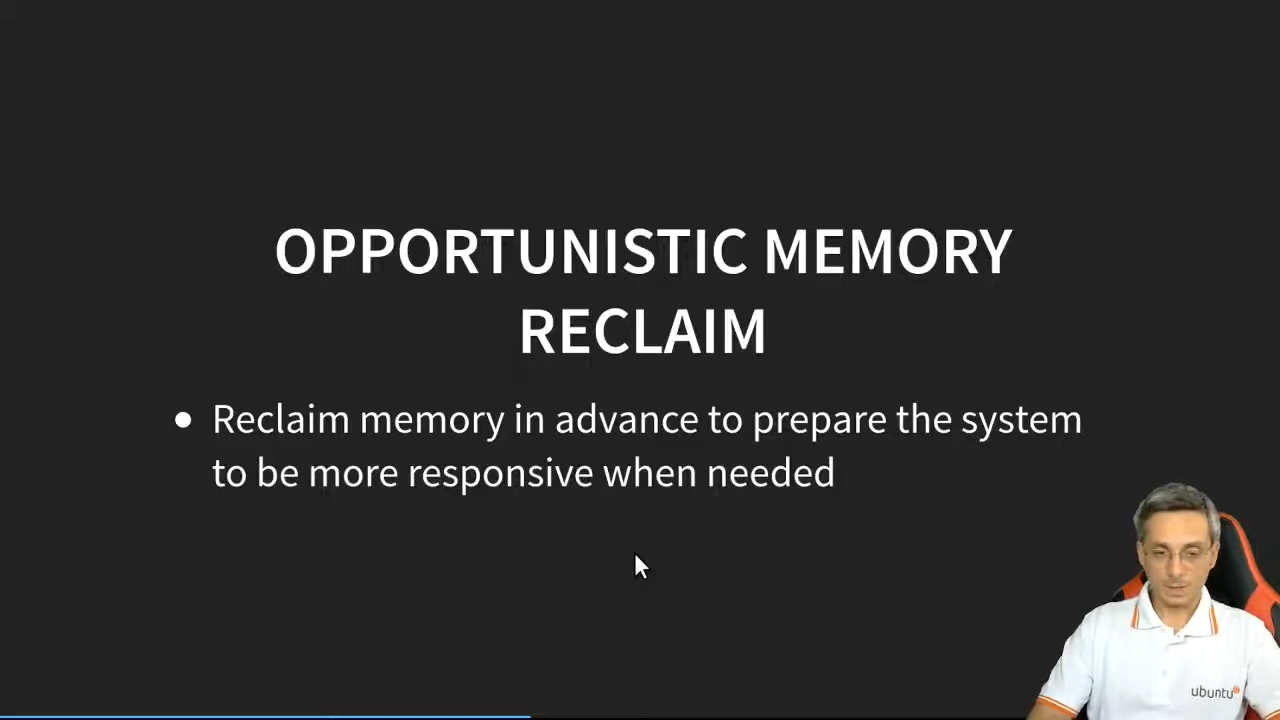 OPPORTUNISTIC MEMORY
RECLAIM
• Reclaim memory in advance to prepare the system
to be more responsive when needed
ubuntu